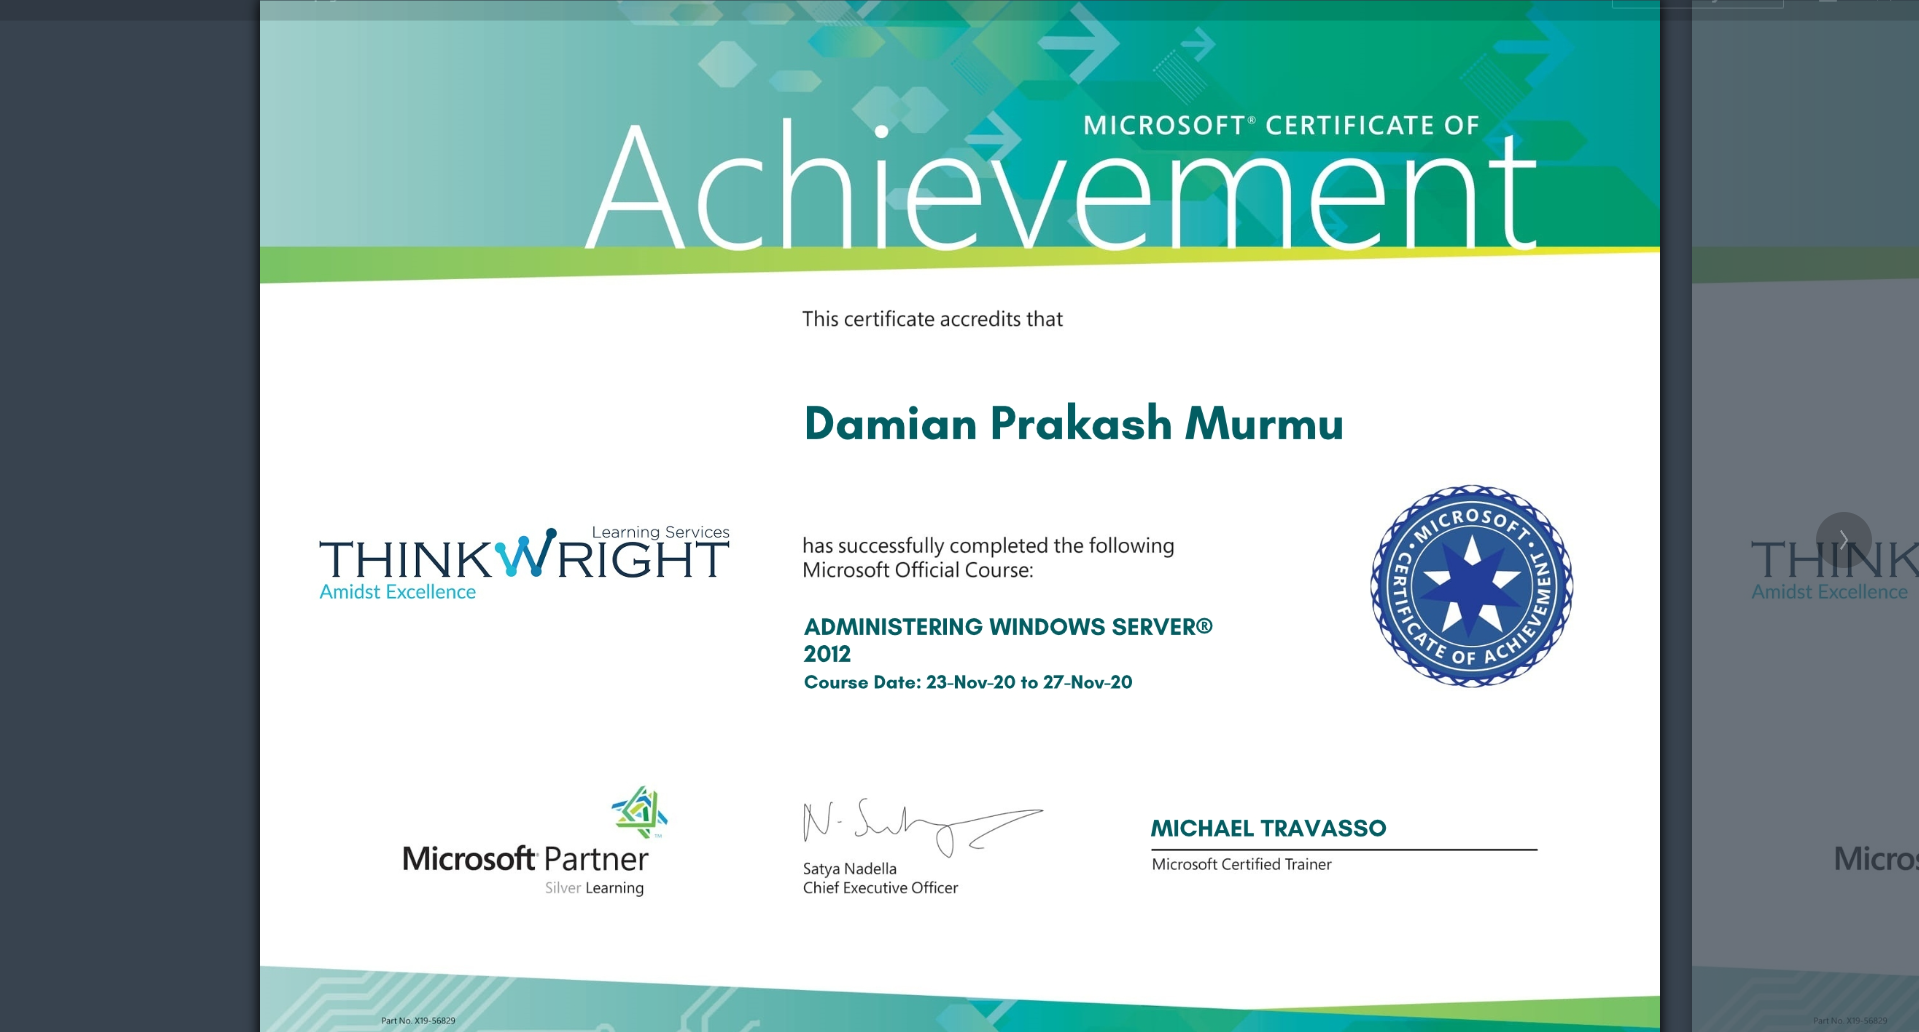 MICROSOFT® CERTIFICATE OF
Achievement
This certificate accredits that
Damian Prakash Murmu
Learning Services
THINKWRIGHT
Amidst Excellence
has successfully completed the following
Microsoft Official Course:
ADMINISTERING WINDOWS SERVER®
2012
Course Date: 23-Nov-20 to 27-Nov-20
• MICROSOFT • CERTIFICATE OF ACHIEVEMENT
Microsoft Partner
Silver Learning
N. Satya
Satya Nadella
Chief Executive Officer
MICHAEL TRAVASSO
Microsoft Certified Trainer
Part No. X19-56829
THINK
Amidst Excellence
Micros
Part No. X19-56829